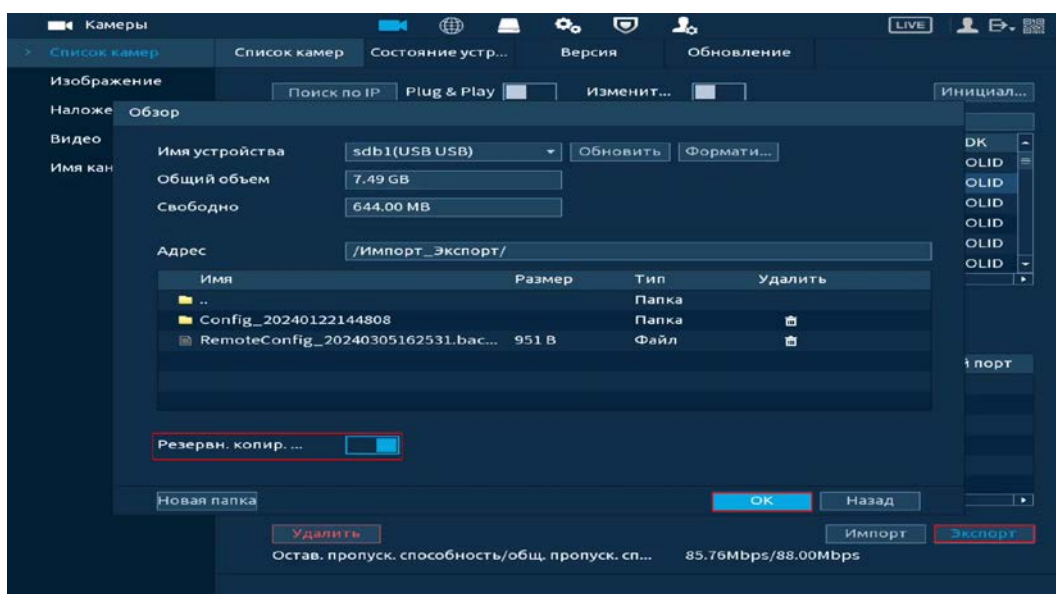 Камеры LIVE
Список камер Список камер Состояние устр... Версия Обновление
Изображение
Поиск по IP Plug & Play Изменит... Инициал...
Наложе Обзор
Видео
Имя устройства sdb1(USB USB) Обновить Формати... DK
Имя кан OLID
Общий объем 7.49 GB OLID
Свободно 644.00 MB OLID
OLID
Адрес /Импорт_Экспорт/ OLID
OLID
Имя Размер Тип Удалить
.. Папка
Config_20240122144808 Папка
RemoteConfig_20240305162531.bac... 951 B Файл
й порт
Резервн. копир. ...
Новая папка OK Назад
Удалить Импорт Экспорт
Остав. пропуск. способность/общ. пропуск. сп... 85.76Mbps/88.00Mbps